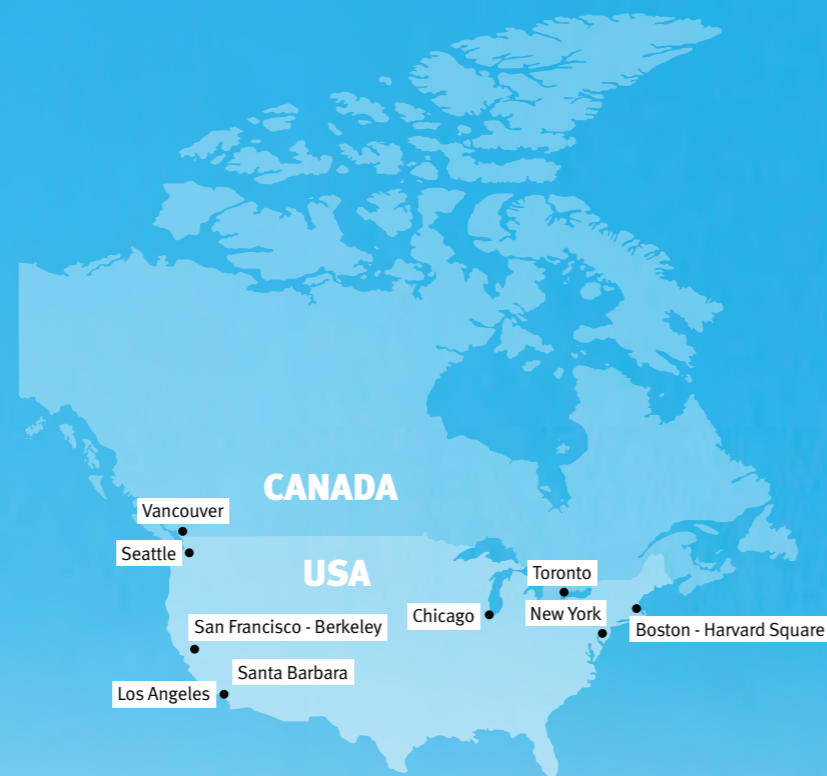 CANADA
Vancouver
Seattle
USA
Toronto
Chicago
New York
San Francisco - Berkeley
Boston - Harvard Square
Santa Barbara
Los Angeles